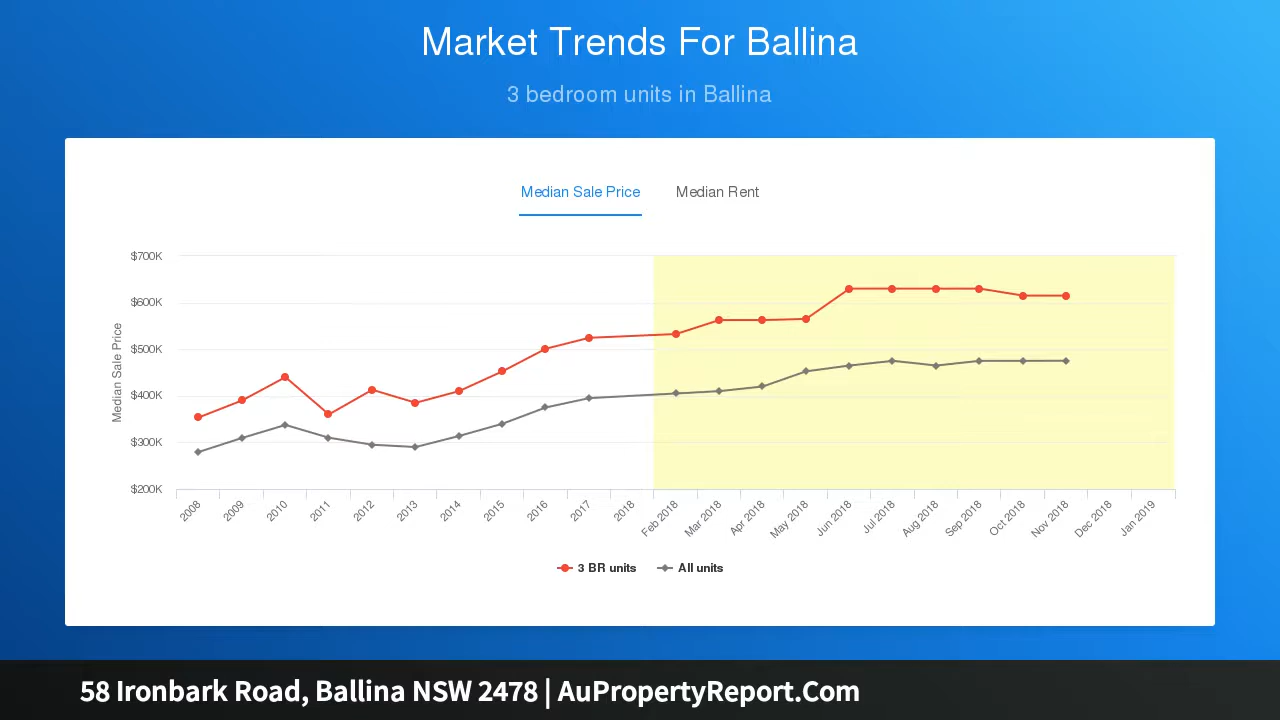 Market Trends For Ballina
3 bedroom units in Ballina
Median Sale Price
Median Rent
Median Sale Price
$700K
$600K
$500K
$400K
$300K
$200K
2008
2009
2010
2011
2012
2013
2014
2015
2016
2017
2018
Feb 2018
Mar 2018
Apr 2018
May 2018
Jun 2018
Jul 2018
Aug 2018
Sep 2018
Oct 2018
Nov 2018
Dec 2018
Jan 2019
3 BR units
All units
58 Ironbark Road, Ballina NSW 2478 | AuPropertyReport.Com